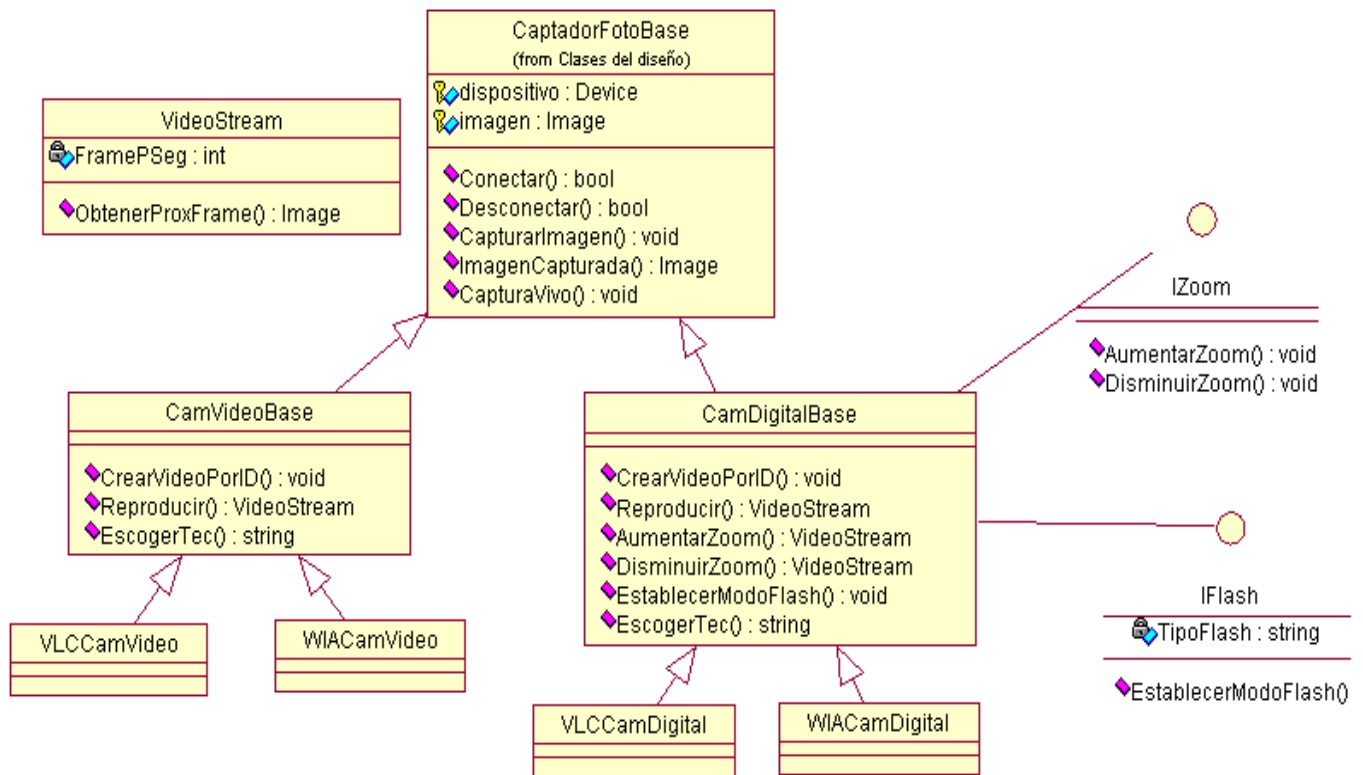 CaptadorFotoBase
(from Clases del diseño)
dispositivo : Device
imagen : Image
Conectar() : bool
Desconectar() : bool
CapturarImagen() : void
ImagenCapturada() : Image
CapturaVivo() : void
VideoStream
FramePSeg : int
ObtenerProxFrame() : Image
IZoom
AumentarZoom() : void
DisminuirZoom() : void
CamVideoBase
CrearVideoPorID() : void
Reproducir() : VideoStream
EscogerTec() : string
CamDigitalBase
CrearVideoPorID() : void
Reproducir() : VideoStream
AumentarZoom() : VideoStream
DisminuirZoom() : VideoStream
EstablecerModoFlash() : void
EscogerTec() : string
IFlash
TipoFlash : string
EstablecerModoFlash()
VLCCamVideo
WIACamVideo
VLCCamDigital
WIACamDigital